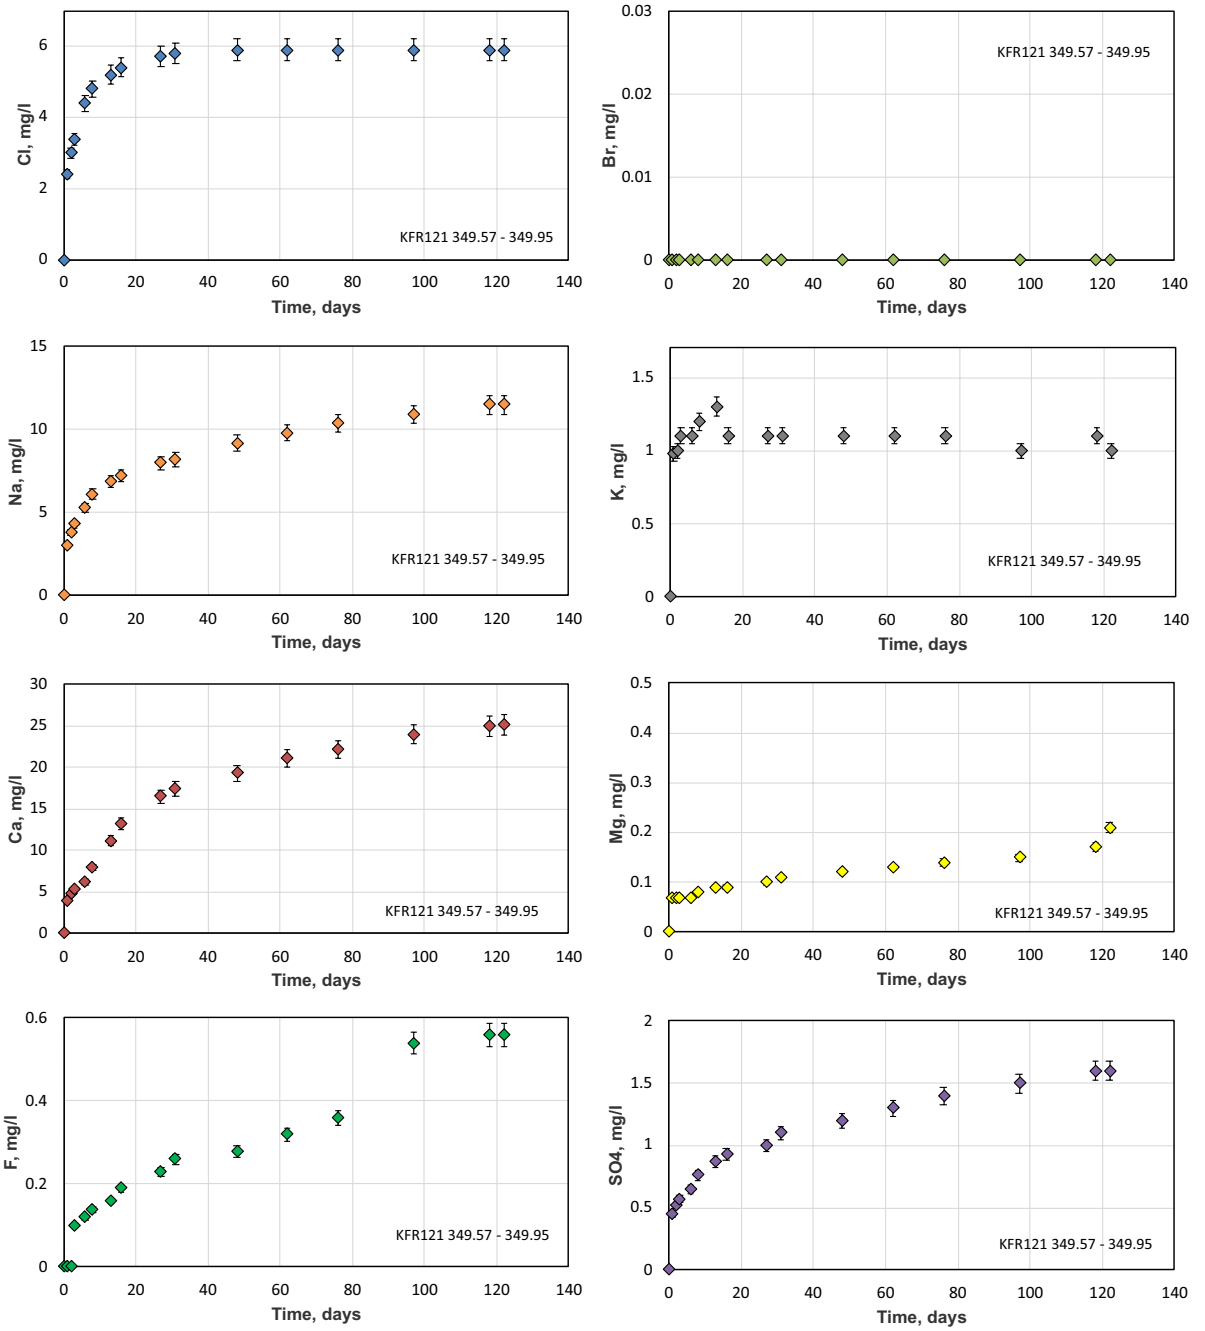 Cl, mg/l
6
4
2
0
0 20 40 60 80 100 120 140
Time, days
KFR121 349.57 - 349.95
Br, mg/l
0.03
0.02
0.01
0
0 20 40 60 80 100 120 140
Time, days
KFR121 349.57 - 349.95
Na, mg/l
15
10
5
0
0 20 40 60 80 100 120 140
Time, days
KFR121 349.57 - 349.95
K, mg/l
1.5
1
0.5
0
0 20 40 60 80 100 120 140
Time, days
KFR121 349.57 - 349.95
Ca, mg/l
30
25
20
15
10
5
0
0 20 40 60 80 100 120 140
Time, days
KFR121 349.57 - 349.95
Mg, mg/l
0.5
0.4
0.3
0.2
0.1
0
0 20 40 60 80 100 120 140
Time, days
KFR121 349.57 - 349.95
F, mg/l
0.6
0.4
0.2
0
0 20 40 60 80 100 120 140
Time, days
KFR121 349.57 - 349.95
SO4, mg/l
2
1.5
1
0.5
0
0 20 40 60 80 100 120 140
Time, days
KFR121 349.57 - 349.95